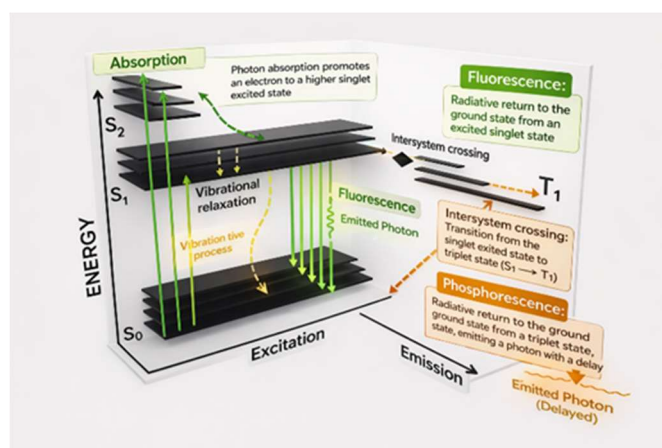 Absorption
Photon absorption promotes
an electron to a higher singlet
excited state
Fluorescence:
Radiative return to the
ground state from an
excited singlet state
S2
S1
S0
ENERGY
Vibrational
relaxation
Vibration tive
process
Fluorescence
Emitted Photon
Intersystem crossing
T1
Intersystem crossing:
Transition from the
singlet exited state to
triplet state (S1 → T1)
Phosphorescence:
Radiative return to the ground
ground state from a triplet state,
state, emitting a photon with a delay
Excitation
Emission
Emitted Photon
(Delayed)